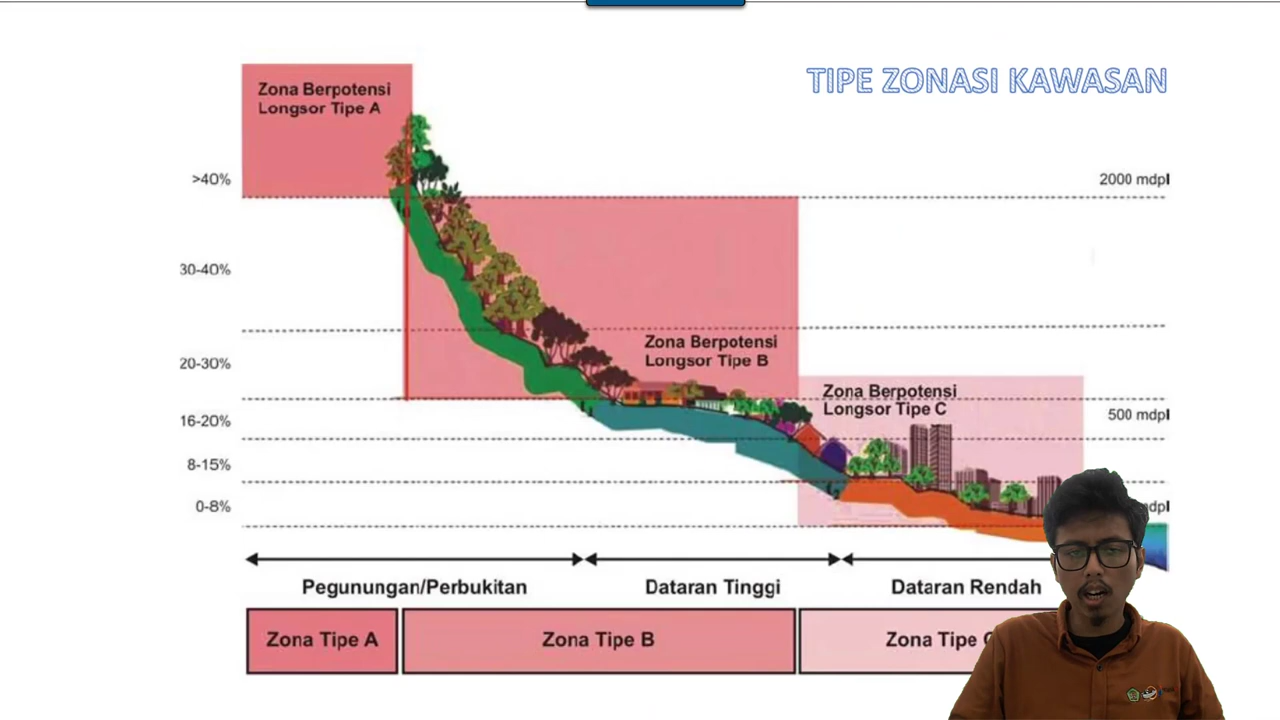 TIPE ZONASI KAWASAN
Zona Berpotensi
Longsor Tipe A
>40%
2000 mdpl
30-40%
Zona Berpotensi
Longsor Tipe B
20-30%
Zona Berpotensi
Longsor Tipe C
16-20%
500 mdpl
8-15%
0-8%
mdpl
Pegunungan/Perbukitan
Dataran Tinggi
Dataran Rendah
Zona Tipe A
Zona Tipe B
Zona Tipe